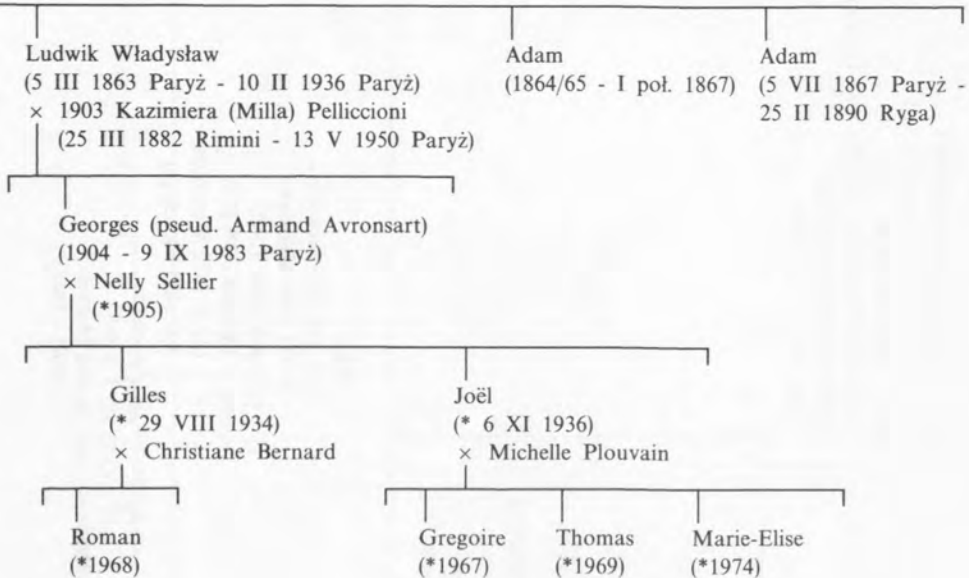 Ludwik Władysław
(5 III 1863 Paryż - 10 II 1936 Paryż)
× 1903 Kazimiera (Milla) Pelliccioni
(25 III 1882 Rimini - 13 V 1950 Paryż)
Adam
(1864/65 - I poł. 1867)
Adam
(5 VII 1867 Paryż -
25 II 1890 Ryga)
Georges (pseud. Armand Avronsart)
(1904 - 9 IX 1983 Paryż)
× Nelly Sellier
(*1905)
Gilles
(* 29 VIII 1934)
× Christiane Bernard
Joël
(* 6 XI 1936)
× Michelle Plouvain
Roman
(*1968)
Gregoire
(*1967)
Thomas
(*1969)
Marie-Elise
(*1974)